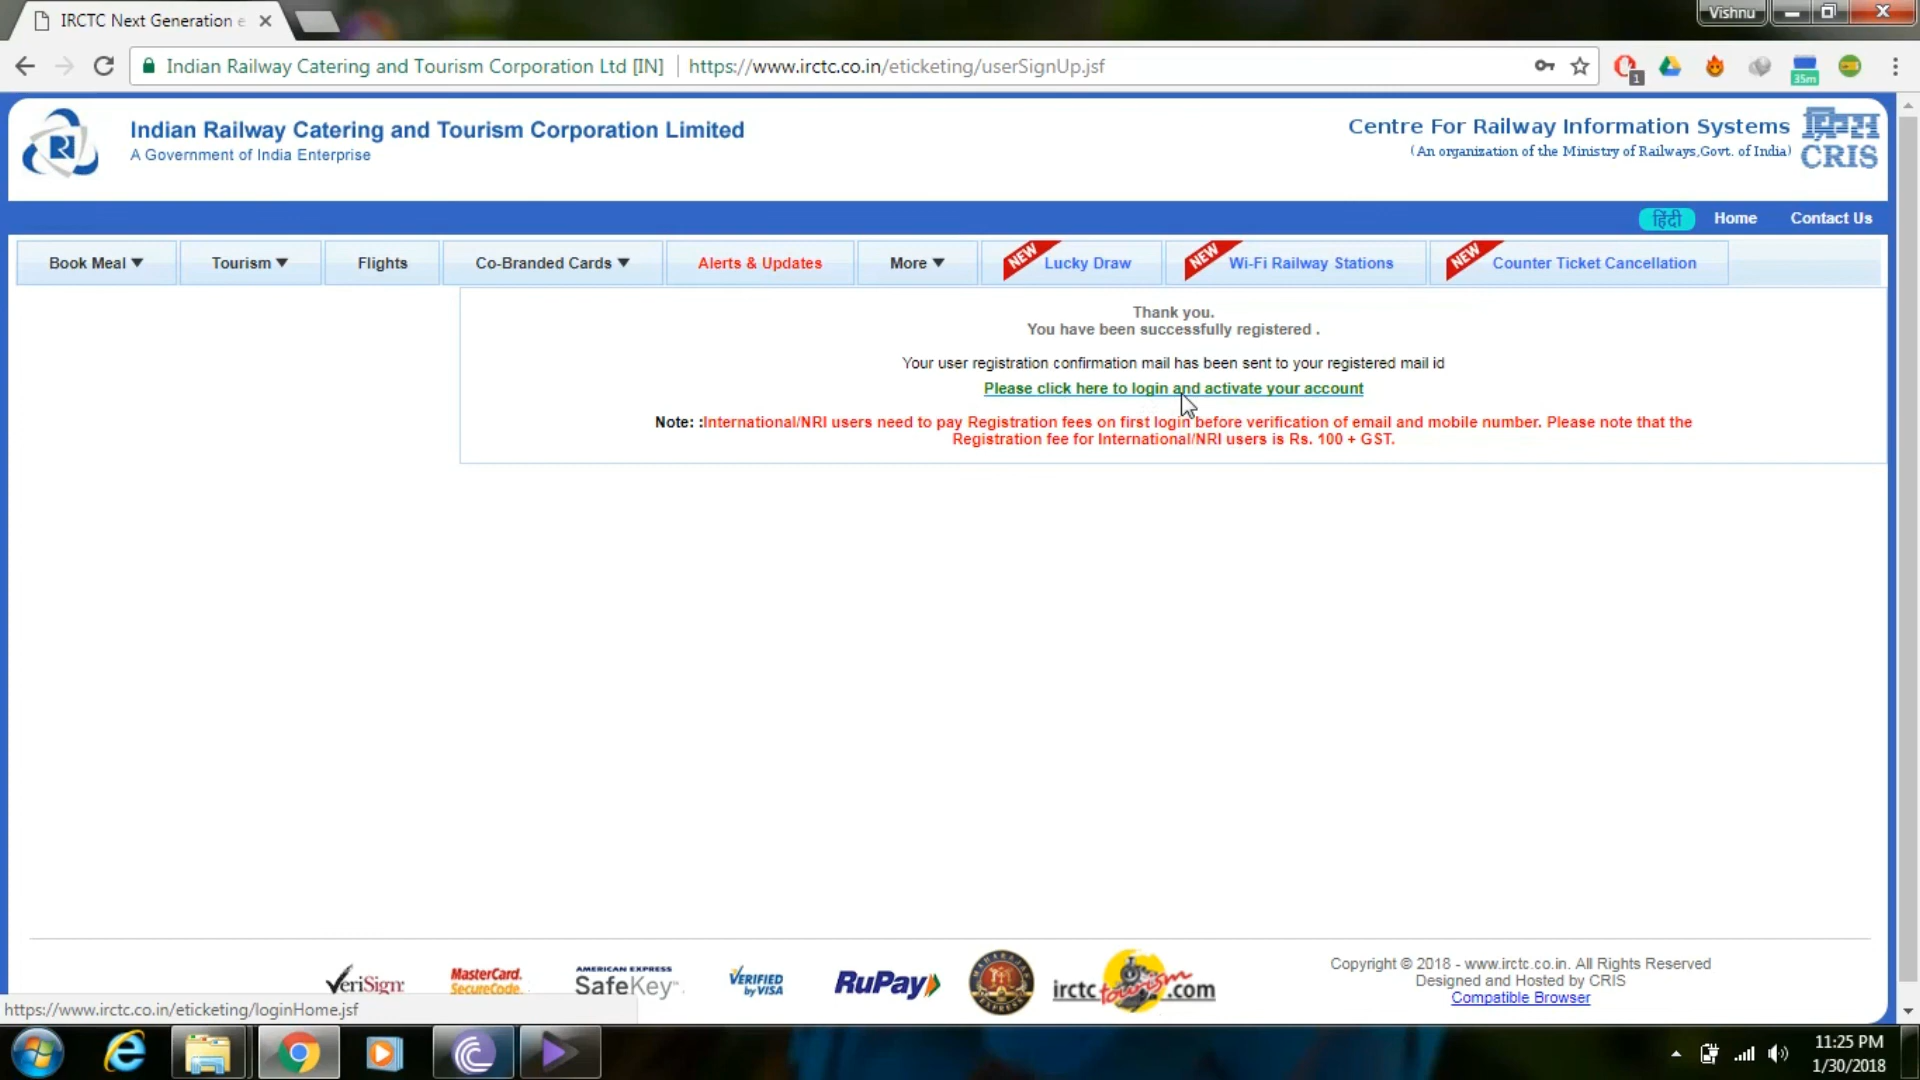 IRCTC Next Generation e
Vishnu
Indian Railway Catering and Tourism Corporation Ltd [IN]
https://www.irctc.co.in/eticketing/userSignUp.jsf
1
35m
Indian Railway Catering and Tourism Corporation Limited
A Government of India Enterprise
Centre For Railway Information Systems
(An organization of the Ministry of Railways,Govt. of India)
क्रिस
CRIS
हिंदी
Home
Contact Us
Book Meal
Tourism
Flights
Co-Branded Cards
Alerts & Updates
More
NEW Lucky Draw
NEW Wi-Fi Railway Stations
NEW Counter Ticket Cancellation
Thank you.
You have been successfully registered .
Your user registration confirmation mail has been sent to your registered mail id
Please click here to login and activate your account
Note: :International/NRI users need to pay Registration fees on first login before verification of email and mobile number. Please note that the
Registration fee for International/NRI users is Rs. 100 + GST.
VeriSign
MasterCard.
SecureCode.
AMERICAN EXPRESS
SafeKey
VERIFIED
by VISA
RuPay
irctctourism.com
Copyright © 2018 - www.irctc.co.in. All Rights Reserved
Designed and Hosted by CRIS
Compatible Browser
https://www.irctc.co.in/eticketing/loginHome.jsf
11:25 PM
1/30/2018